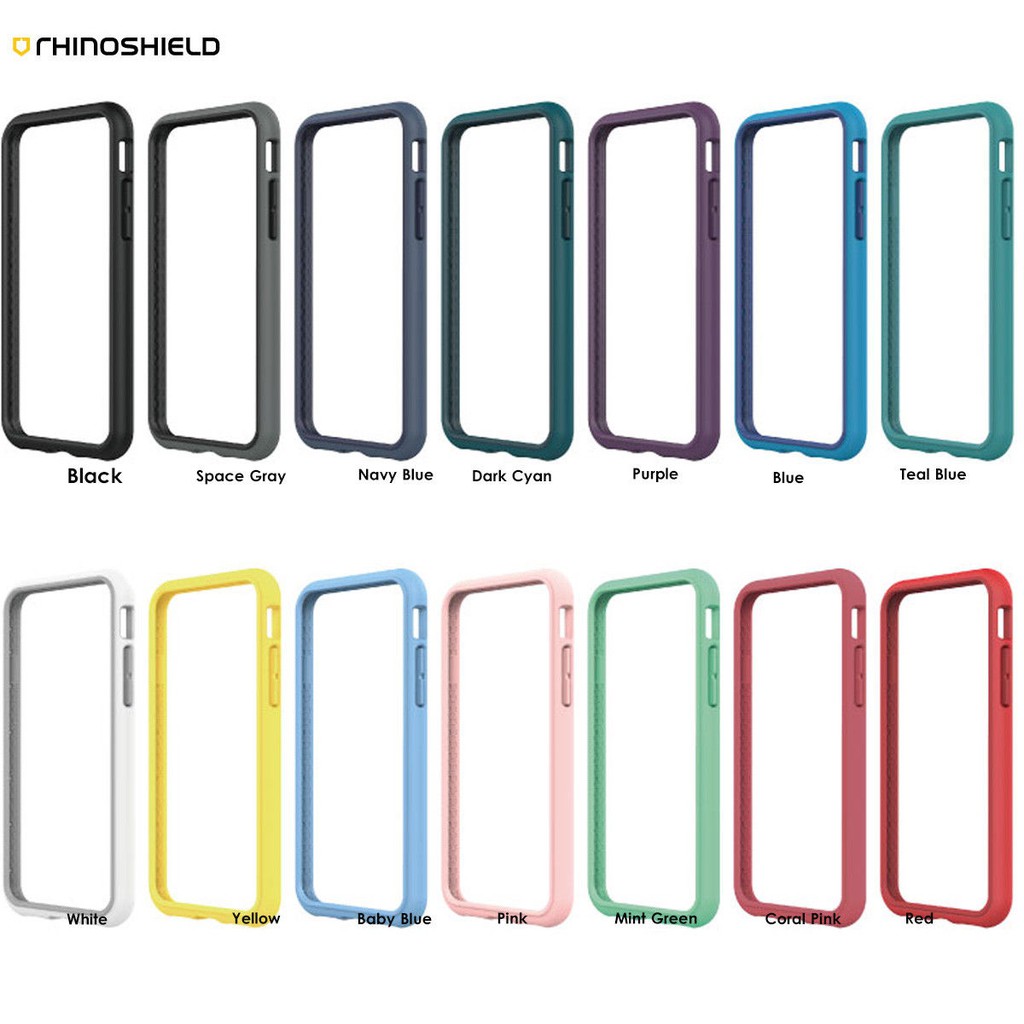 RHINOSHIELD
Black
Space Gray
Navy Blue
Dark Cyan
Purple
Blue
Teal Blue
White
Yellow
Baby Blue
Pink
Mint Green
Coral Pink
Red